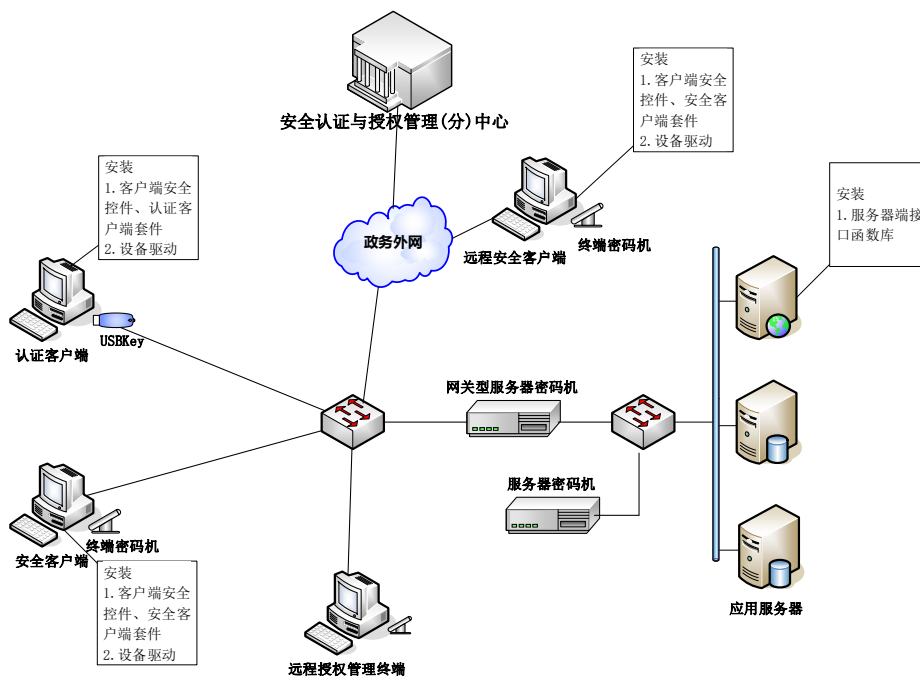 安全认证与授权管理(分)中心
安装
1.客户端安全
控件、安全客
户端套件
2.设备驱动
安装
1.客户端安全
控件、认证客
户端套件
2.设备驱动
安装
1.服务器端接
口函数库
政务外网
远程安全客户端
终端密码机
USBKey
认证客户端
网关型服务器密码机
服务器密码机
终端密码机
安全客户端
安装
1.客户端安全
控件、安全客
户端套件
2.设备驱动
应用服务器
远程授权管理终端